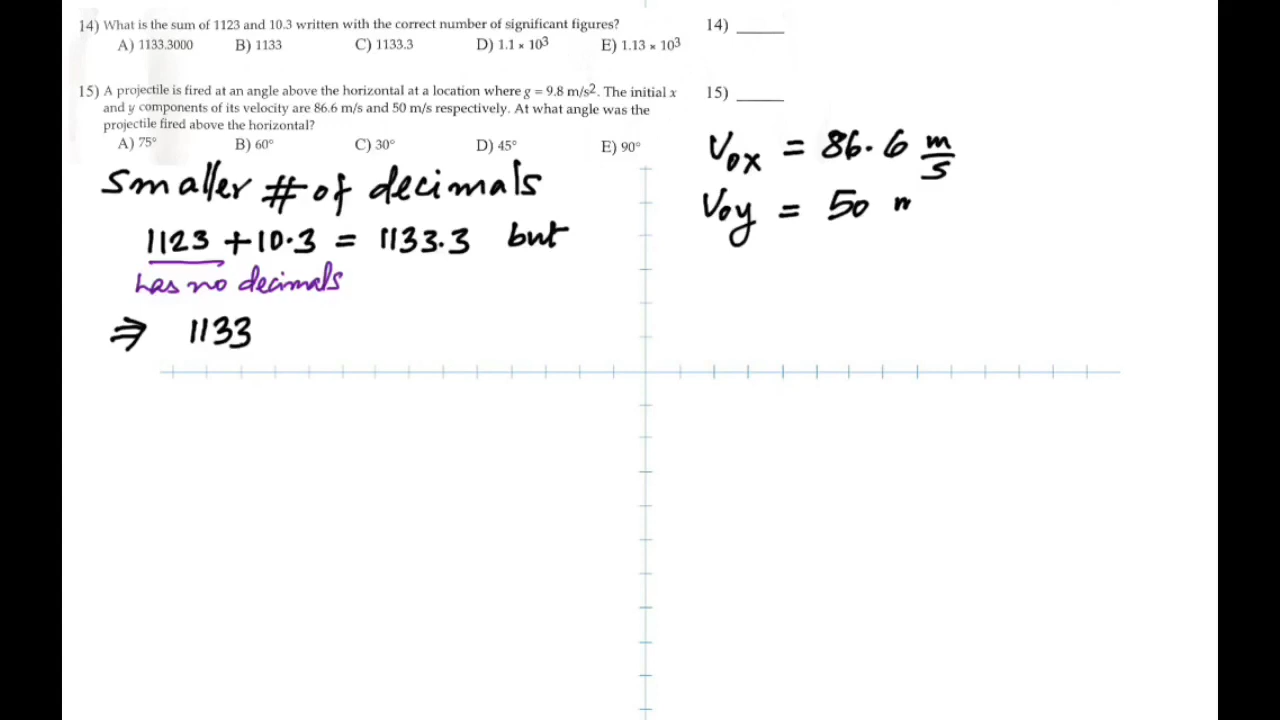 14) What is the sum of 1123 and 10.3 written with the correct number of significant figures?
A) 1133.3000 B) 1133 C) 1133.3 D) 1.1 × 10³ E) 1.13 × 10³
14) _____
15) A projectile is fired at an angle above the horizontal at a location where g = 9.8 m/s². The initial x
and y components of its velocity are 86.6 m/s and 50 m/s respectively. At what angle was the
projectile fired above the horizontal?
A) 75° B) 60° C) 30° D) 45° E) 90°
15) _____
Smaller # of decimals
1123 + 10.3 = 1133.3 but
has no decimals
⇒ 1133
Vox = 86.6 m/s
Voy = 50 m